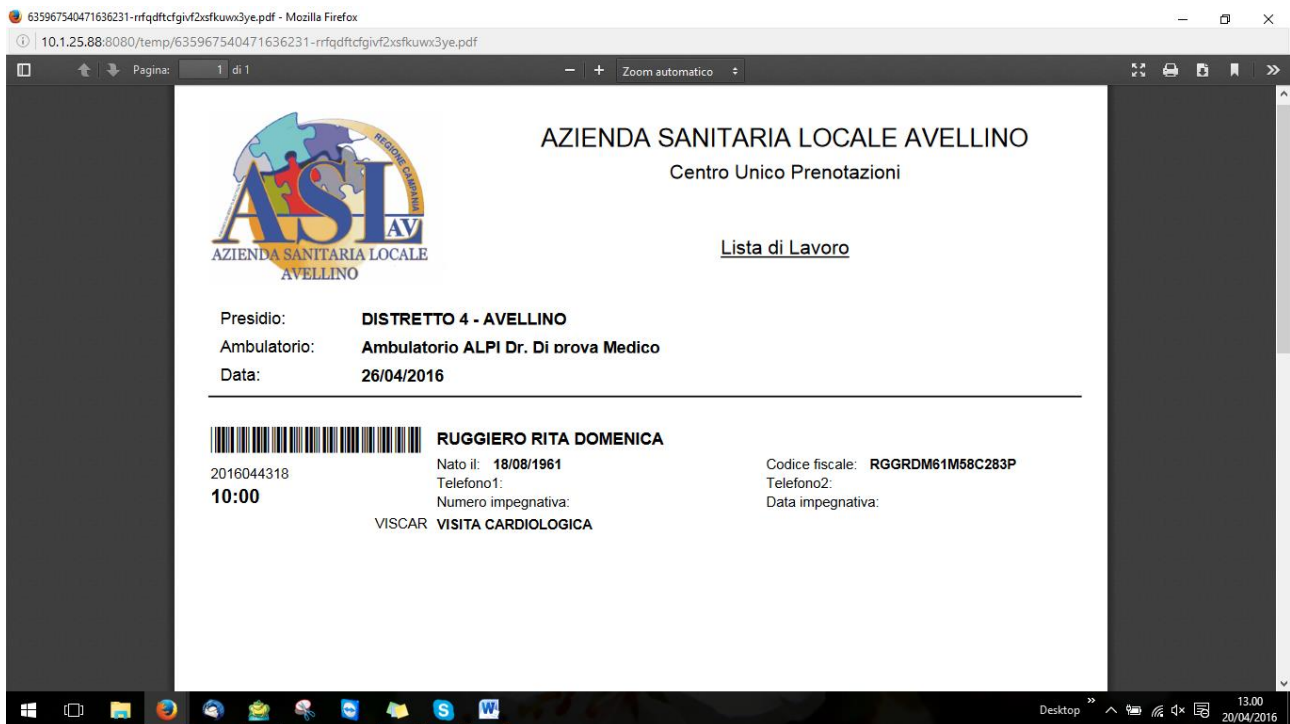 635967540471636231-rrfqdftcfgivf2xsfkuwx3ye.pdf - Mozilla Firefox
10.1.25.88:8080/temp/635967540471636231-rrfqdftcfgivf2xsfkuwx3ye.pdf
Pagina: 1 di 1 Zoom automatico
REGIONE CAMPANIA
ASL AV
AZIENDA SANITARIA LOCALE
AVELLINO
AZIENDA SANITARIA LOCALE AVELLINO
Centro Unico Prenotazioni
Lista di Lavoro
Presidio: DISTRETTO 4 - AVELLINO
Ambulatorio: Ambulatorio ALPI Dr. Di prova Medico
Data: 26/04/2016
RUGGIERO RITA DOMENICA
Nato il: 18/08/1961 Codice fiscale: RGGRDM61M58C283P
2016044318
Telefono1: Telefono2:
10:00
Numero impegnativa: Data impegnativa:
VISCAR VISITA CARDIOLOGICA
Desktop
13.00
20/04/2016